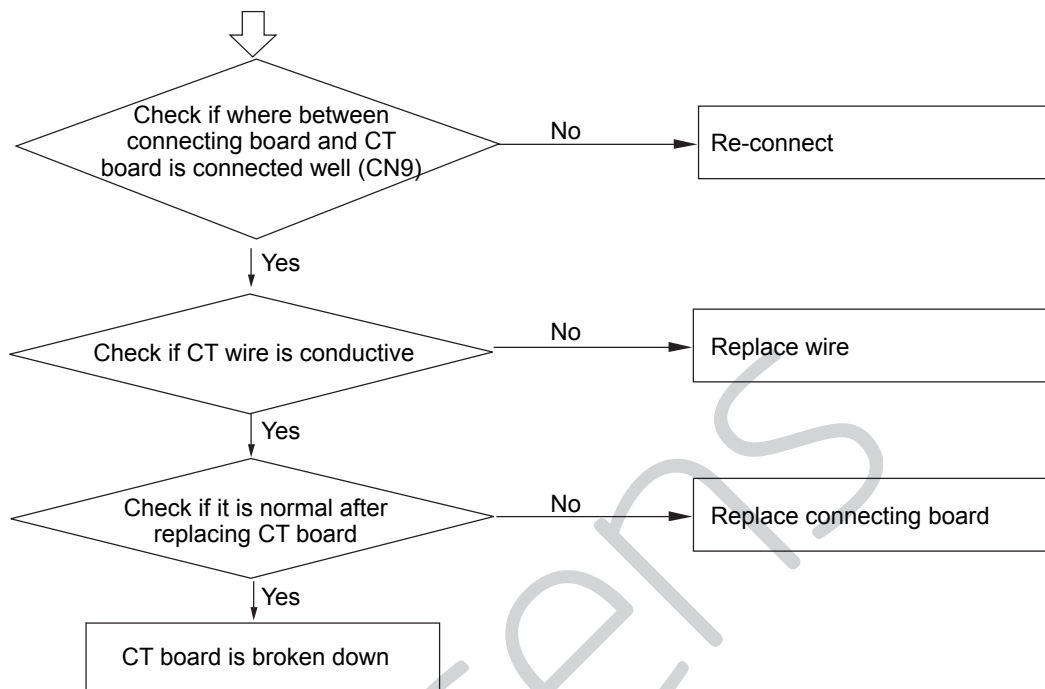 Check if where between
connecting board and CT
board is connected well (CN9)
No
Re-connect
Yes
Check if CT wire is conductive
No
Replace wire
Yes
Check if it is normal after
replacing CT board
No
Replace connecting board
Yes
CT board is broken down